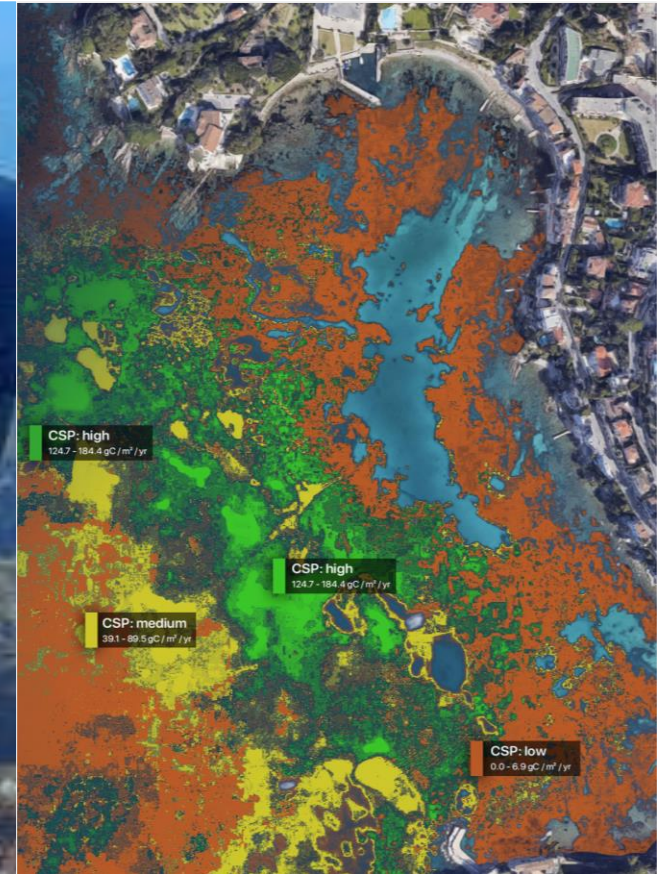 CSP: high
124.7 - 184.4 gC / m² / yr
CSP: high
124.7 - 184.4 gC / m² / yr
CSP: medium
39.1 - 89.5 gC / m² / yr
CSP: low
0.0 - 6.9 gC / m² / yr